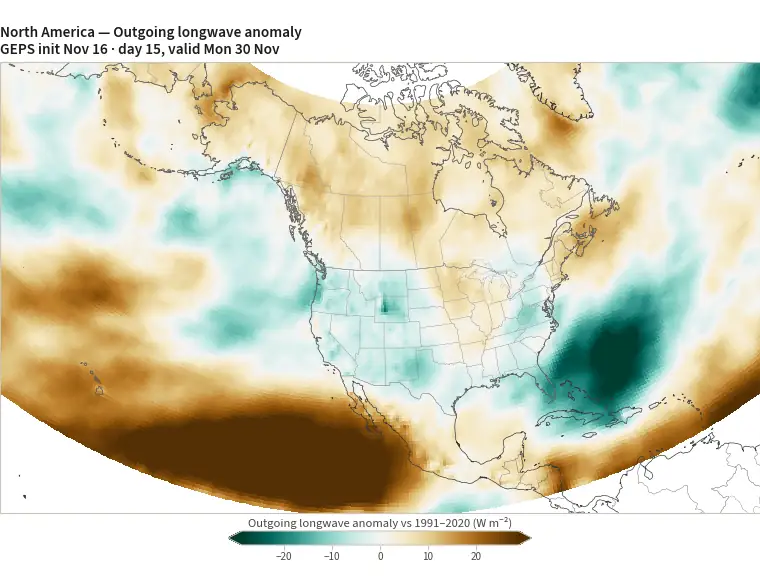 North America — Outgoing longwave anomaly
GEPS init Nov 16 · day 15, valid Mon 30 Nov
Outgoing longwave anomaly vs 1991–2020 (W m⁻²)
−20 −10 0 10 20